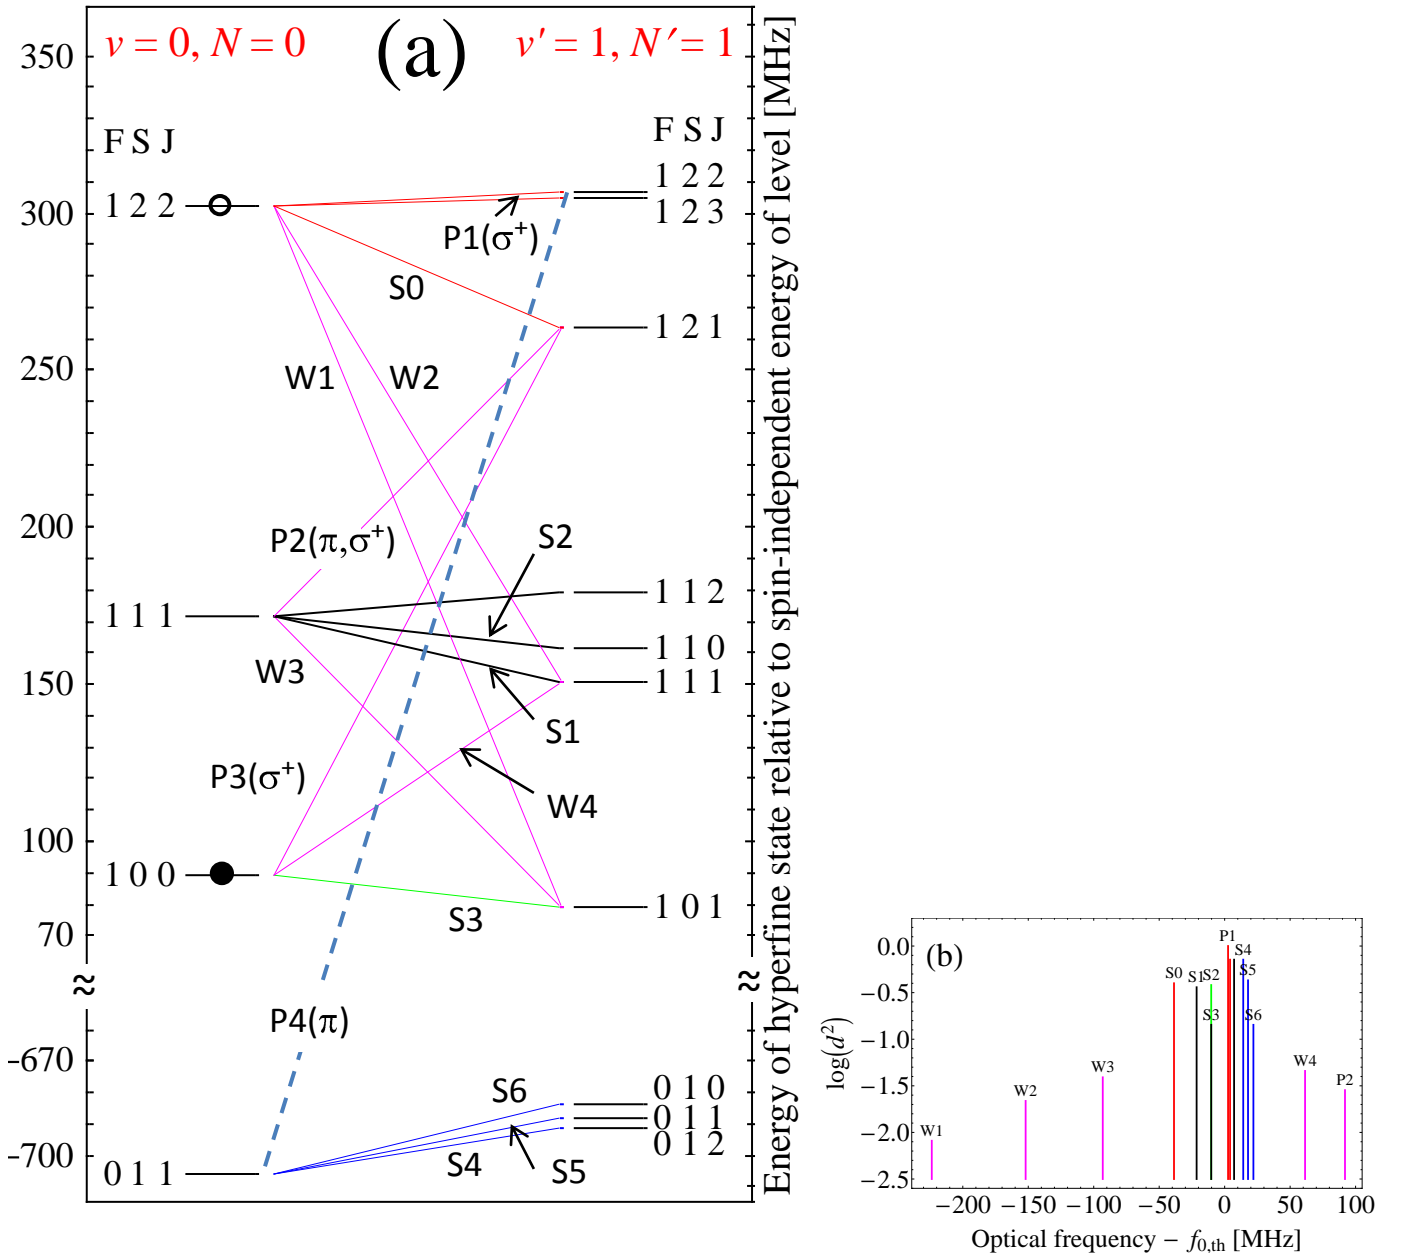 (a)
v = 0, N = 0
v' = 1, N' = 1
F S J
1 2 2
1 1 1
1 0 0
0 1 1
F S J
1 2 2
1 2 3
1 2 1
1 1 2
1 1 0
1 1 1
1 0 1
0 1 0
0 1 1
0 1 2
350
300
250
200
150
100
70
≈
≈
-670
-700
P1(σ⁺)
S0
W1
W2
P2(π,σ⁺)
S2
W3
S1
P3(σ⁺)
W4
S3
P4(π)
S6
S4
S5
Energy of hyperfine state relative to spin-independent energy of level [MHz]
(b)
log(d²)
0.0
−0.5
−1.0
−1.5
−2.0
−2.5
W1
W2
W3
S0
S1
S2
S3
P1
S4
S5
S6
W4
P2
−200
−150
−100
−50
0
50
100
Optical frequency − f0,th [MHz]